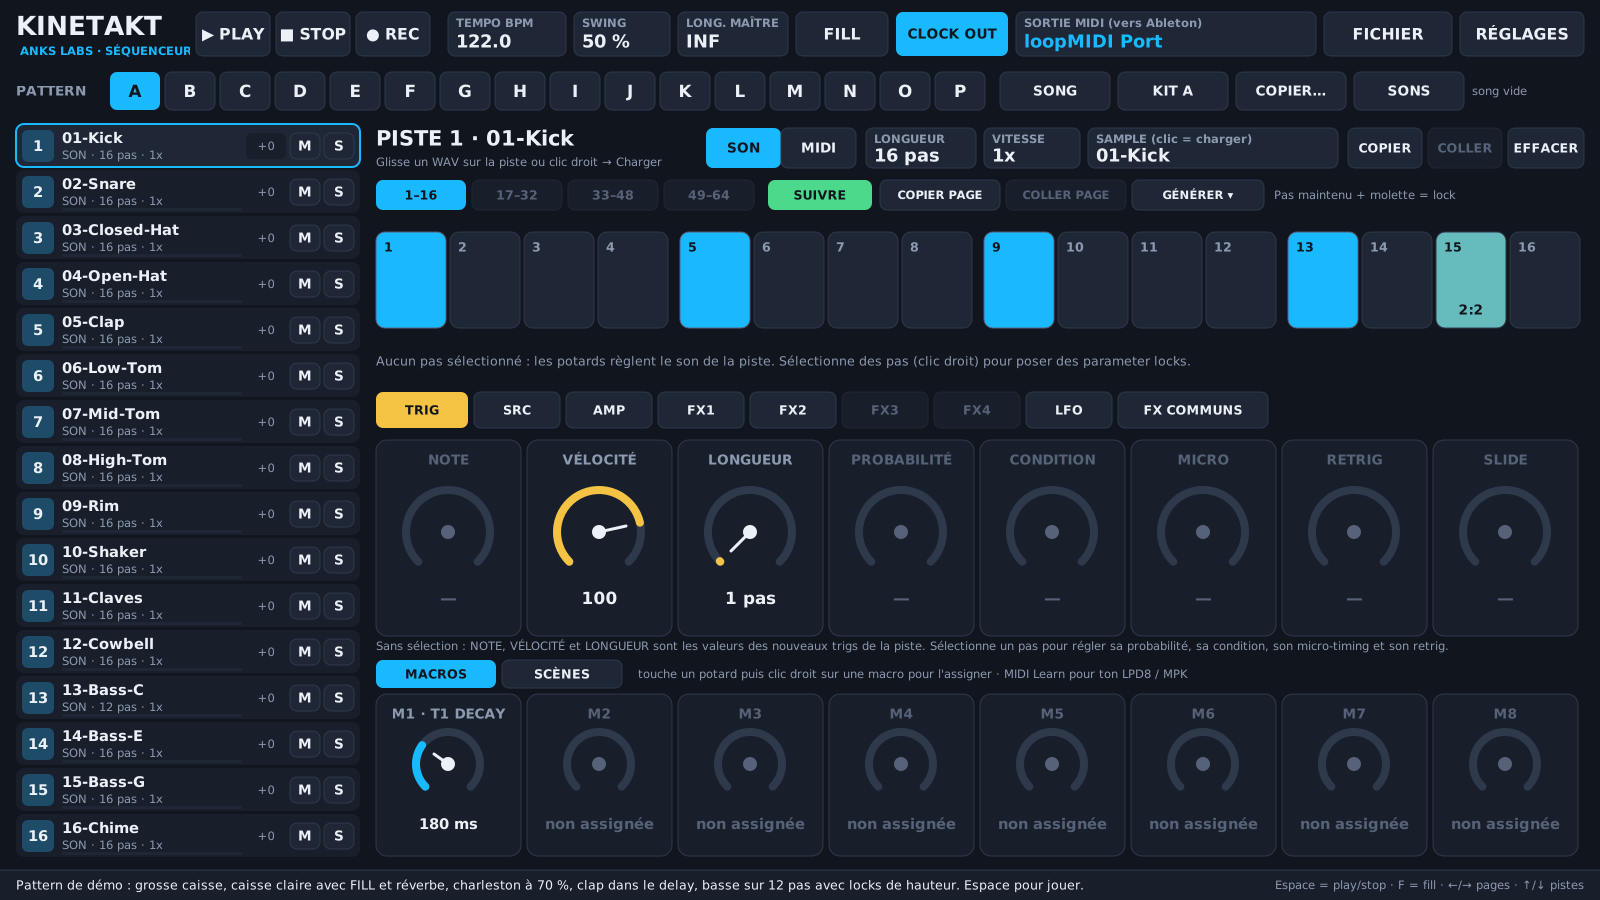 KINETAKT
ANKS LABS · SÉQUENCEUR
▶ PLAY
■ STOP
● REC
TEMPO BPM
122.0
SWING
50 %
LONG. MAÎTRE
INF
FILL
CLOCK OUT
SORTIE MIDI (vers Ableton)
loopMIDI Port
FICHIER
RÉGLAGES
PATTERN
A
B
C
D
E
F
G
H
I
J
K
L
M
N
O
P
SONG
KIT A
COPIER…
SONS
song vide
1
01-Kick
SON · 16 pas · 1x
+0
M
S
2
02-Snare
SON · 16 pas · 1x
+0
M
S
3
03-Closed-Hat
SON · 16 pas · 1x
+0
M
S
4
04-Open-Hat
SON · 16 pas · 1x
+0
M
S
5
05-Clap
SON · 16 pas · 1x
+0
M
S
6
06-Low-Tom
SON · 16 pas · 1x
+0
M
S
7
07-Mid-Tom
SON · 16 pas · 1x
+0
M
S
8
08-High-Tom
SON · 16 pas · 1x
+0
M
S
9
09-Rim
SON · 16 pas · 1x
+0
M
S
10
10-Shaker
SON · 16 pas · 1x
+0
M
S
11
11-Claves
SON · 16 pas · 1x
+0
M
S
12
12-Cowbell
SON · 16 pas · 1x
+0
M
S
13
13-Bass-C
SON · 12 pas · 1x
+0
M
S
14
14-Bass-E
SON · 16 pas · 1x
+0
M
S
15
15-Bass-G
SON · 16 pas · 1x
+0
M
S
16
16-Chime
SON · 16 pas · 1x
+0
M
S
PISTE 1 · 01-Kick
Glisse un WAV sur la piste ou clic droit → Charger
SON
MIDI
LONGUEUR
16 pas
VITESSE
1x
SAMPLE (clic = charger)
01-Kick
COPIER
COLLER
EFFACER
1–16
17–32
33–48
49–64
SUIVRE
COPIER PAGE
COLLER PAGE
GÉNÉRER ▾
Pas maintenu + molette = lock
1
2
3
4
5
6
7
8
9
10
11
12
13
14
15
2:2
16
Aucun pas sélectionné : les potards règlent le son de la piste. Sélectionne des pas (clic droit) pour poser des parameter locks.
TRIG
SRC
AMP
FX1
FX2
FX3
FX4
LFO
FX COMMUNS
NOTE
—
VÉLOCITÉ
100
LONGUEUR
1 pas
PROBABILITÉ
—
CONDITION
—
MICRO
—
RETRIG
—
SLIDE
—
Sans sélection : NOTE, VÉLOCITÉ et LONGUEUR sont les valeurs des nouveaux trigs de la piste. Sélectionne un pas pour régler sa probabilité, sa condition, son micro-timing et son retrig.
MACROS
SCÈNES
touche un potard puis clic droit sur une macro pour l'assigner · MIDI Learn pour ton LPD8 / MPK
M1 · T1 DECAY
180 ms
M2
non assignée
M3
non assignée
M4
non assignée
M5
non assignée
M6
non assignée
M7
non assignée
M8
non assignée
Pattern de démo : grosse caisse, caisse claire avec FILL et réverbe, charleston à 70 %, clap dans le delay, basse sur 12 pas avec locks de hauteur. Espace pour jouer.
Espace = play/stop · F = fill · ←/→ pages · ↑/↓ pistes